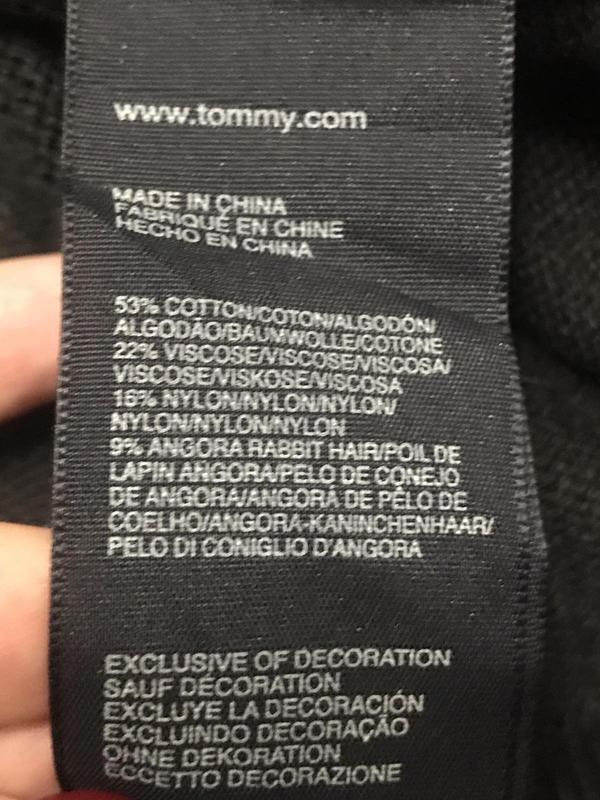 www.tommy.com
MADE IN CHINA
FABRIQUÉ EN CHINE
HECHO EN CHINA
53% COTTON/COTON/ALGODÓN/
ALGODÃO/BAUMWOLLE/COTONE
22% VISCOSE/VISCOSE/VISCOSA/
VISCOSE/VISKOSE/VISCOSA
16% NYLON/NYLON/NYLON/
NYLON/NYLON/NYLON
9% ANGORA RABBIT HAIR/POIL DE
LAPIN ANGORA/PELO DE CONEJO
DE ANGORA/ANGORÁ DE PÊLO DE
COELHO/ANGORA-KANINCHENHAAR/
PELO DI CONIGLIO D'ANGORA
EXCLUSIVE OF DECORATION
SAUF DÉCORATION
EXCLUYE LA DECORACIÓN
EXCLUINDO DECORAÇÃO
OHNE DEKORATION
ECCETTO DECORAZIONE